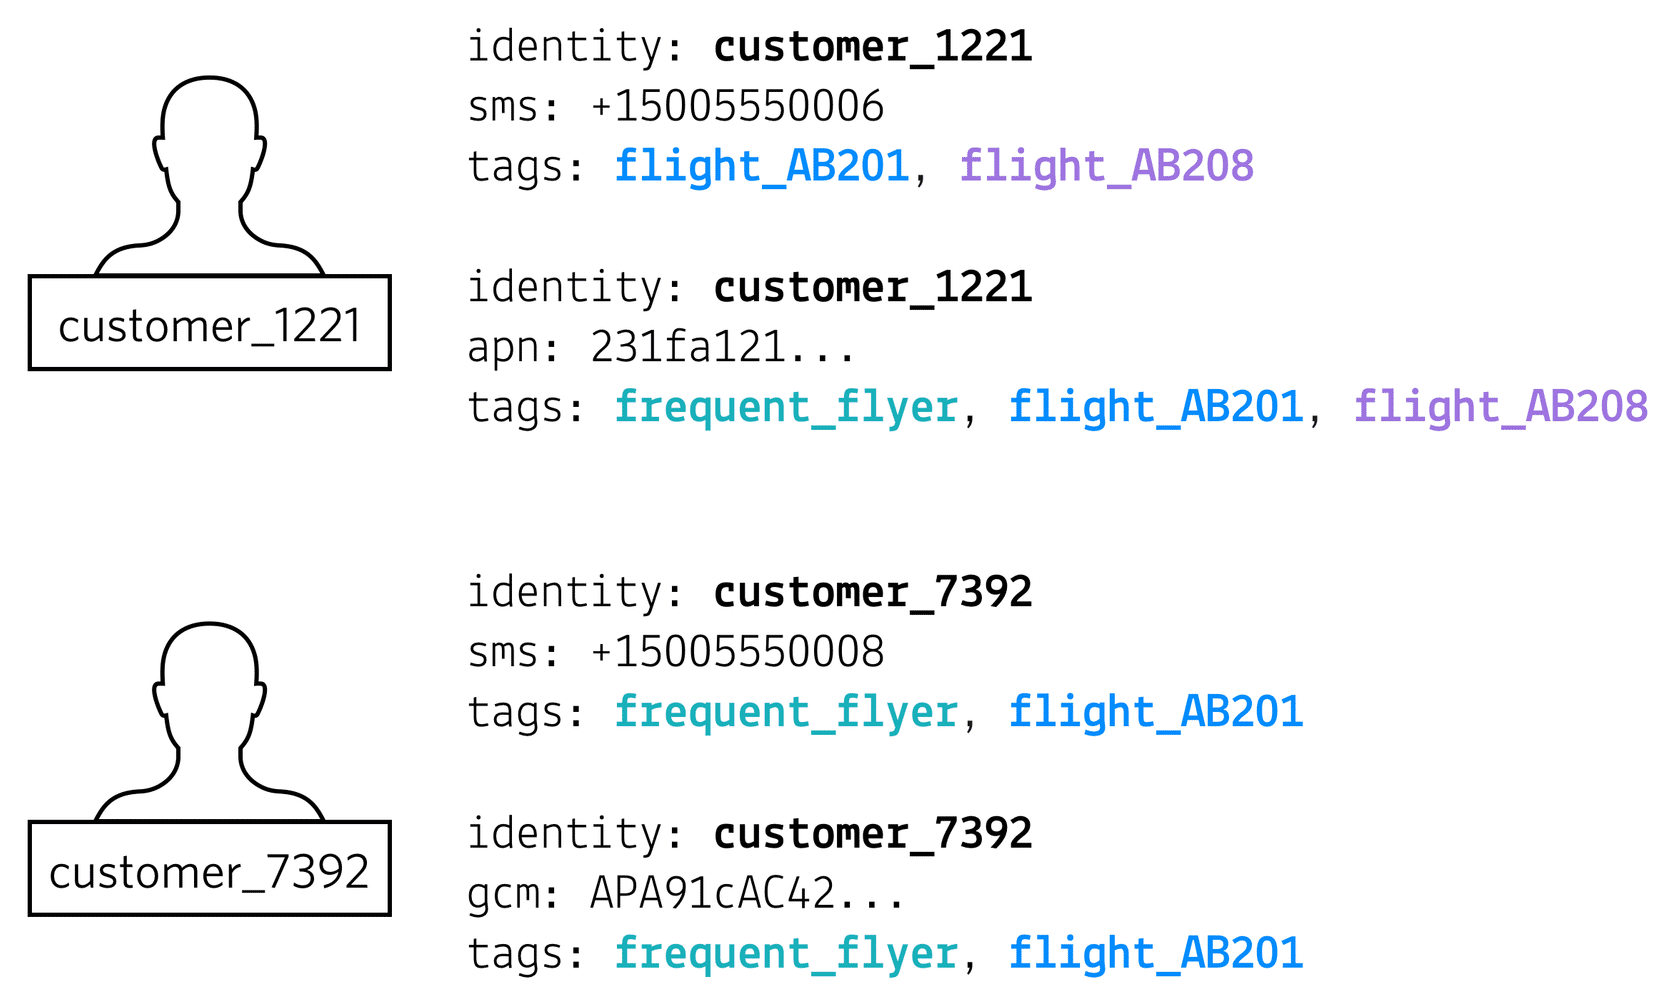 identity: customer_1221
sms: +15005550006
tags: flight_AB201, flight_AB208
customer_1221
identity: customer_1221
apn: 231fa121...
tags: frequent_flyer, flight_AB201, flight_AB208
identity: customer_7392
sms: +15005550008
tags: frequent_flyer, flight_AB201
customer_7392
identity: customer_7392
gcm: APA91cAC42...
tags: frequent_flyer, flight_AB201